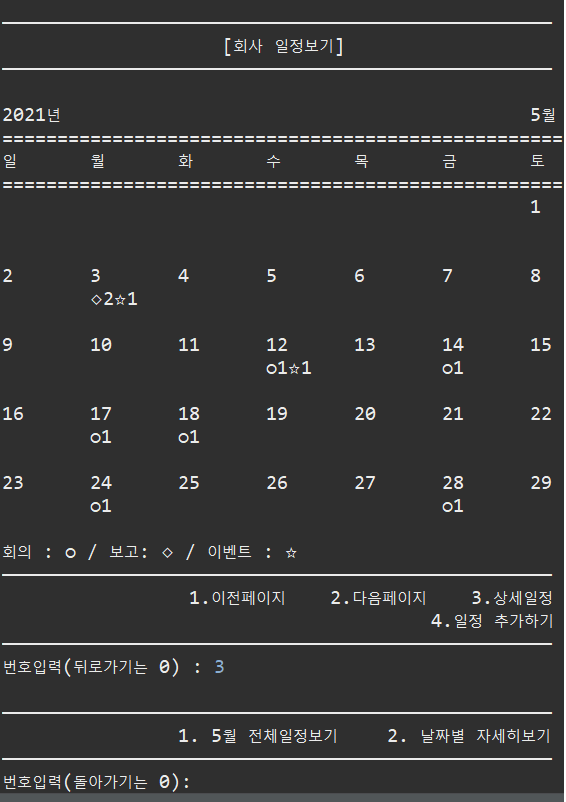 [회사 일정보기]
2021년 5월
===================================================
일 월 화 수 목 금 토
===================================================
1
2 3 4 5 6 7 8
◇2☆1
9 10 11 12 13 14 15
○1☆1 ○1
16 17 18 19 20 21 22
○1 ○1
23 24 25 26 27 28 29
○1 ○1
회의 : ○ / 보고: ◇ / 이벤트 : ☆
1.이전페이지 2.다음페이지 3.상세일정
4.일정 추가하기
번호입력(뒤로가기는 0) : 3
1. 5월 전체일정보기 2. 날짜별 자세히보기
번호입력(돌아가기는 0):